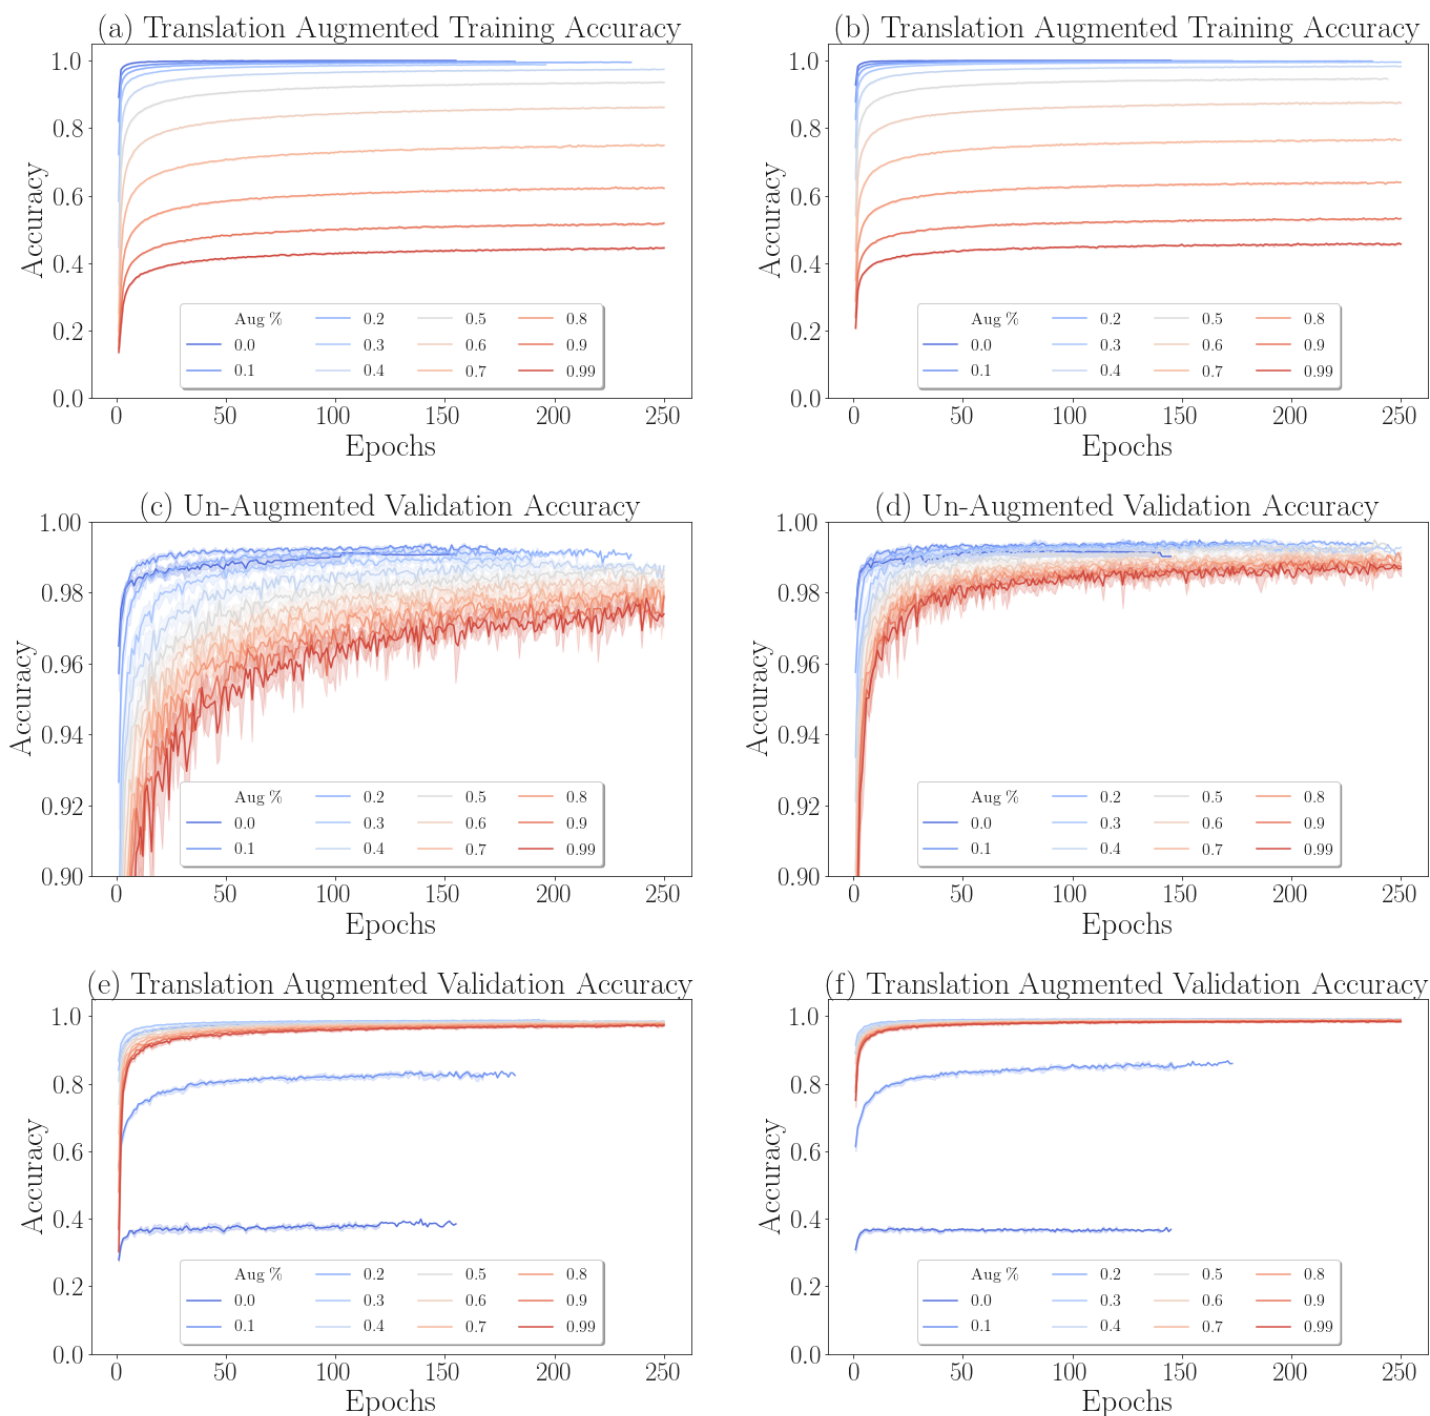 (a) Translation Augmented Training Accuracy
1.0
0.8
0.6
0.4
0.2
0.0
Accuracy
Aug % 0.2 0.5 0.8
0.0 0.3 0.6 0.9
0.1 0.4 0.7 0.99
0 50 100 150 200 250
Epochs
(b) Translation Augmented Training Accuracy
1.0
0.8
0.6
0.4
0.2
0.0
Accuracy
Aug % 0.2 0.5 0.8
0.0 0.3 0.6 0.9
0.1 0.4 0.7 0.99
0 50 100 150 200 250
Epochs
(c) Un-Augmented Validation Accuracy
1.00
0.98
0.96
0.94
0.92
0.90
Accuracy
Aug % 0.2 0.5 0.8
0.0 0.3 0.6 0.9
0.1 0.4 0.7 0.99
0 50 100 150 200 250
Epochs
(d) Un-Augmented Validation Accuracy
1.00
0.98
0.96
0.94
0.92
0.90
Accuracy
Aug % 0.2 0.5 0.8
0.0 0.3 0.6 0.9
0.1 0.4 0.7 0.99
0 50 100 150 200 250
Epochs
(e) Translation Augmented Validation Accuracy
1.0
0.8
0.6
0.4
0.2
0.0
Accuracy
Aug % 0.2 0.5 0.8
0.0 0.3 0.6 0.9
0.1 0.4 0.7 0.99
0 50 100 150 200 250
Epochs
(f) Translation Augmented Validation Accuracy
1.0
0.8
0.6
0.4
0.2
0.0
Accuracy
Aug % 0.2 0.5 0.8
0.0 0.3 0.6 0.9
0.1 0.4 0.7 0.99
0 50 100 150 200 250
Epochs